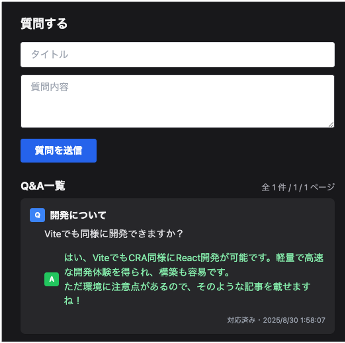 質問する
タイトル
質問内容
質問を送信
Q&A一覧
全 1 件 / 1 / 1 ページ
Q 開発について
Viteでも同様に開発できますか？
はい、ViteでもCRA同様にReact開発が可能です。軽量で高速
な開発体験を得られ、構築も容易です。
A
ただ環境に注意点があるので、そのような記事を載せます
ね！
対応済み・2025/8/30 1:58:07